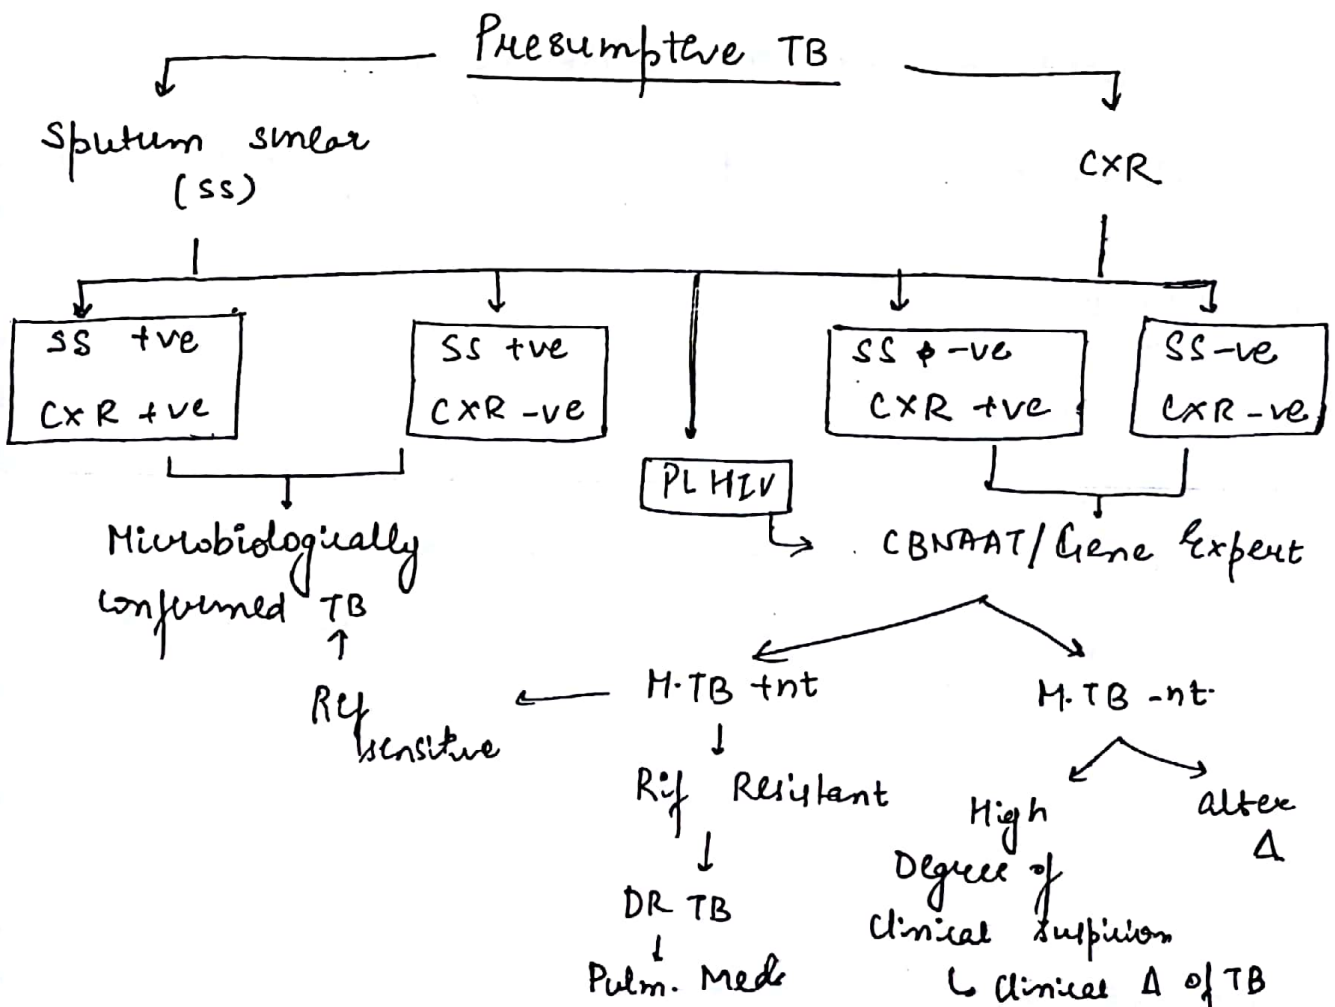 Presumptive TB
Sputum smear
(SS)
CXR
SS +ve
CXR +ve
SS +ve
CXR -ve
SS -ve
CXR +ve
SS -ve
CXR -ve
PL HIV
Microbiologically
confirmed TB
CBNAAT/Gene Expert
M.TB +nt
M.TB -nt.
Rif
sensitive
Rif Resistant
DR TB
Pulm. Med
High
Degree of
Clinical suspicion
↳ Clinical Δ of TB
alter
Δ